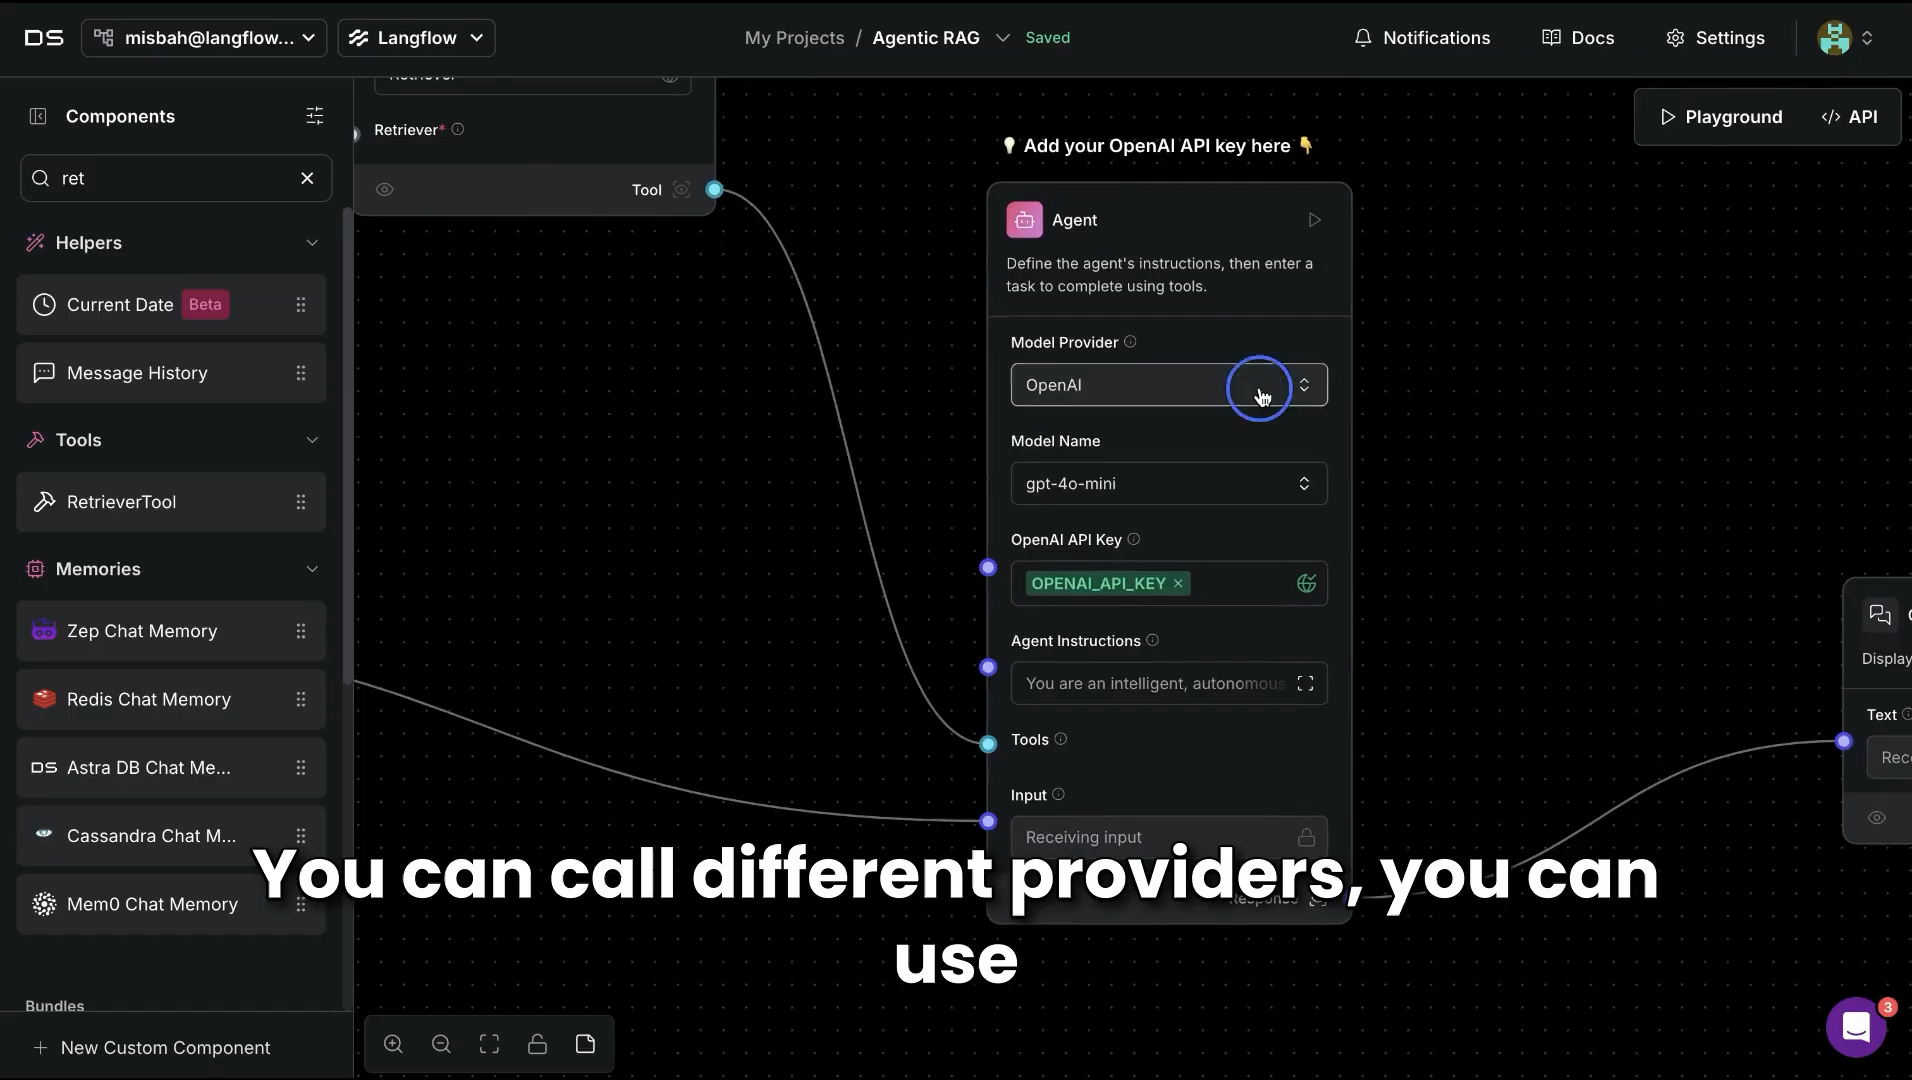 DS
misbah@langflow...
Langflow
My Projects / Agentic RAG
Saved
Notifications
Docs
Settings
Components
ret
Helpers
Current Date Beta
Message History
Tools
RetrieverTool
Memories
Zep Chat Memory
Redis Chat Memory
DS Astra DB Chat Me...
Cassandra Chat M...
Mem0 Chat Memory
Bundles
New Custom Component
Retriever
Retriever*
Tool
Playground
API
Add your OpenAI API key here
Agent
Define the agent's instructions, then enter a
task to complete using tools.
Model Provider
OpenAI
Model Name
gpt-4o-mini
OpenAI API Key
OPENAI_API_KEY
Agent Instructions
You are an intelligent, autonomous
Tools
Input
Receiving input
Response
Display
Text
Rec
You can call different providers, you can
use
3